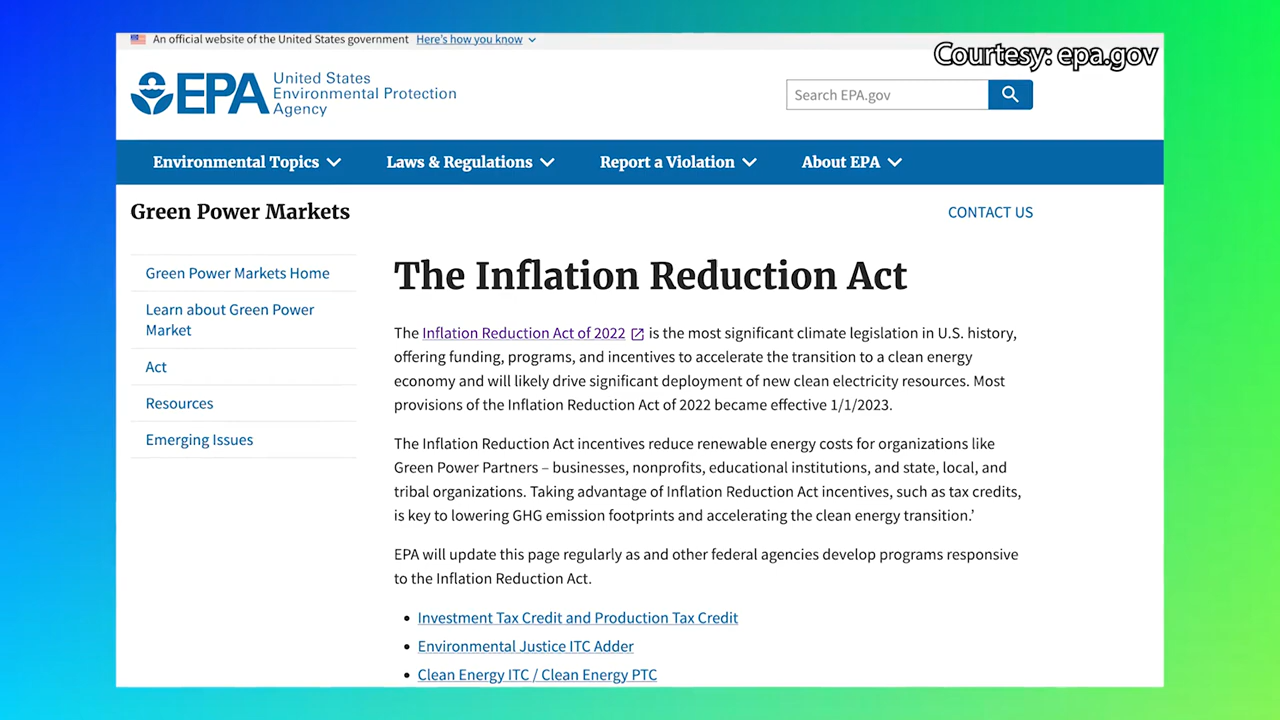 An official website of the United States government Here's how you know
Courtesy: epa.gov
EPA
United States
Environmental Protection
Agency
Search EPA.gov
Environmental Topics
Laws & Regulations
Report a Violation
About EPA
Green Power Markets
CONTACT US
Green Power Markets Home
Learn about Green Power
Market
Act
Resources
Emerging Issues
The Inflation Reduction Act
The Inflation Reduction Act of 2022 is the most significant climate legislation in U.S. history,
offering funding, programs, and incentives to accelerate the transition to a clean energy
economy and will likely drive significant deployment of new clean electricity resources. Most
provisions of the Inflation Reduction Act of 2022 became effective 1/1/2023.
The Inflation Reduction Act incentives reduce renewable energy costs for organizations like
Green Power Partners – businesses, nonprofits, educational institutions, and state, local, and
tribal organizations. Taking advantage of Inflation Reduction Act incentives, such as tax credits,
is key to lowering GHG emission footprints and accelerating the clean energy transition.’
EPA will update this page regularly as and other federal agencies develop programs responsive
to the Inflation Reduction Act.
• Investment Tax Credit and Production Tax Credit
• Environmental Justice ITC Adder
• Clean Energy ITC / Clean Energy PTC